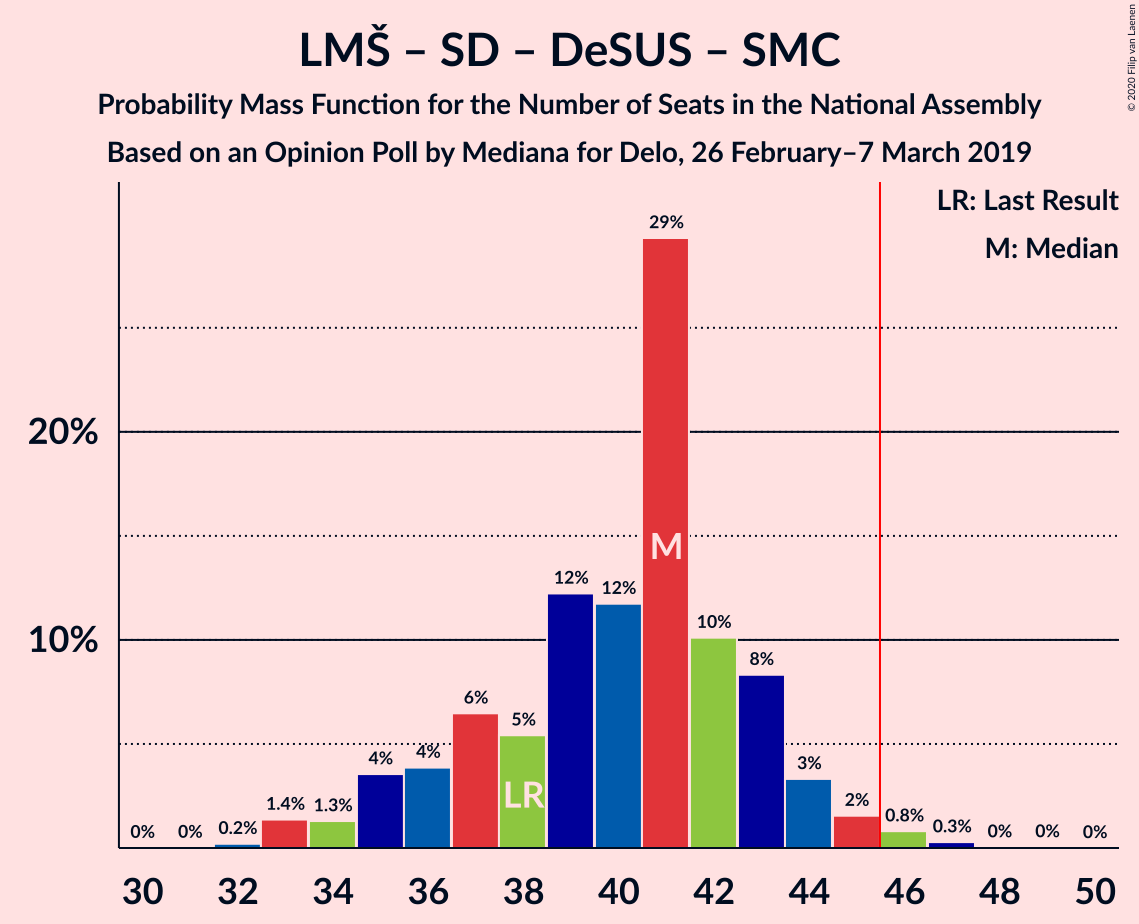 LMŠ – SD – DeSUS – SMC
Probability Mass Function for the Number of Seats in the National Assembly
Based on an Opinion Poll by Mediana for Delo, 26 February–7 March 2019
© 2020 Filip van Laenen
LR: Last Result
M: Median
20%
10%
0%
0%
0.2%
1.4%
1.3%
4%
4%
6%
5%
12%
12%
29%
10%
8%
3%
2%
0.8%
0.3%
0%
0%
0%
LR
M
30 32 34 36 38 40 42 44 46 48 50